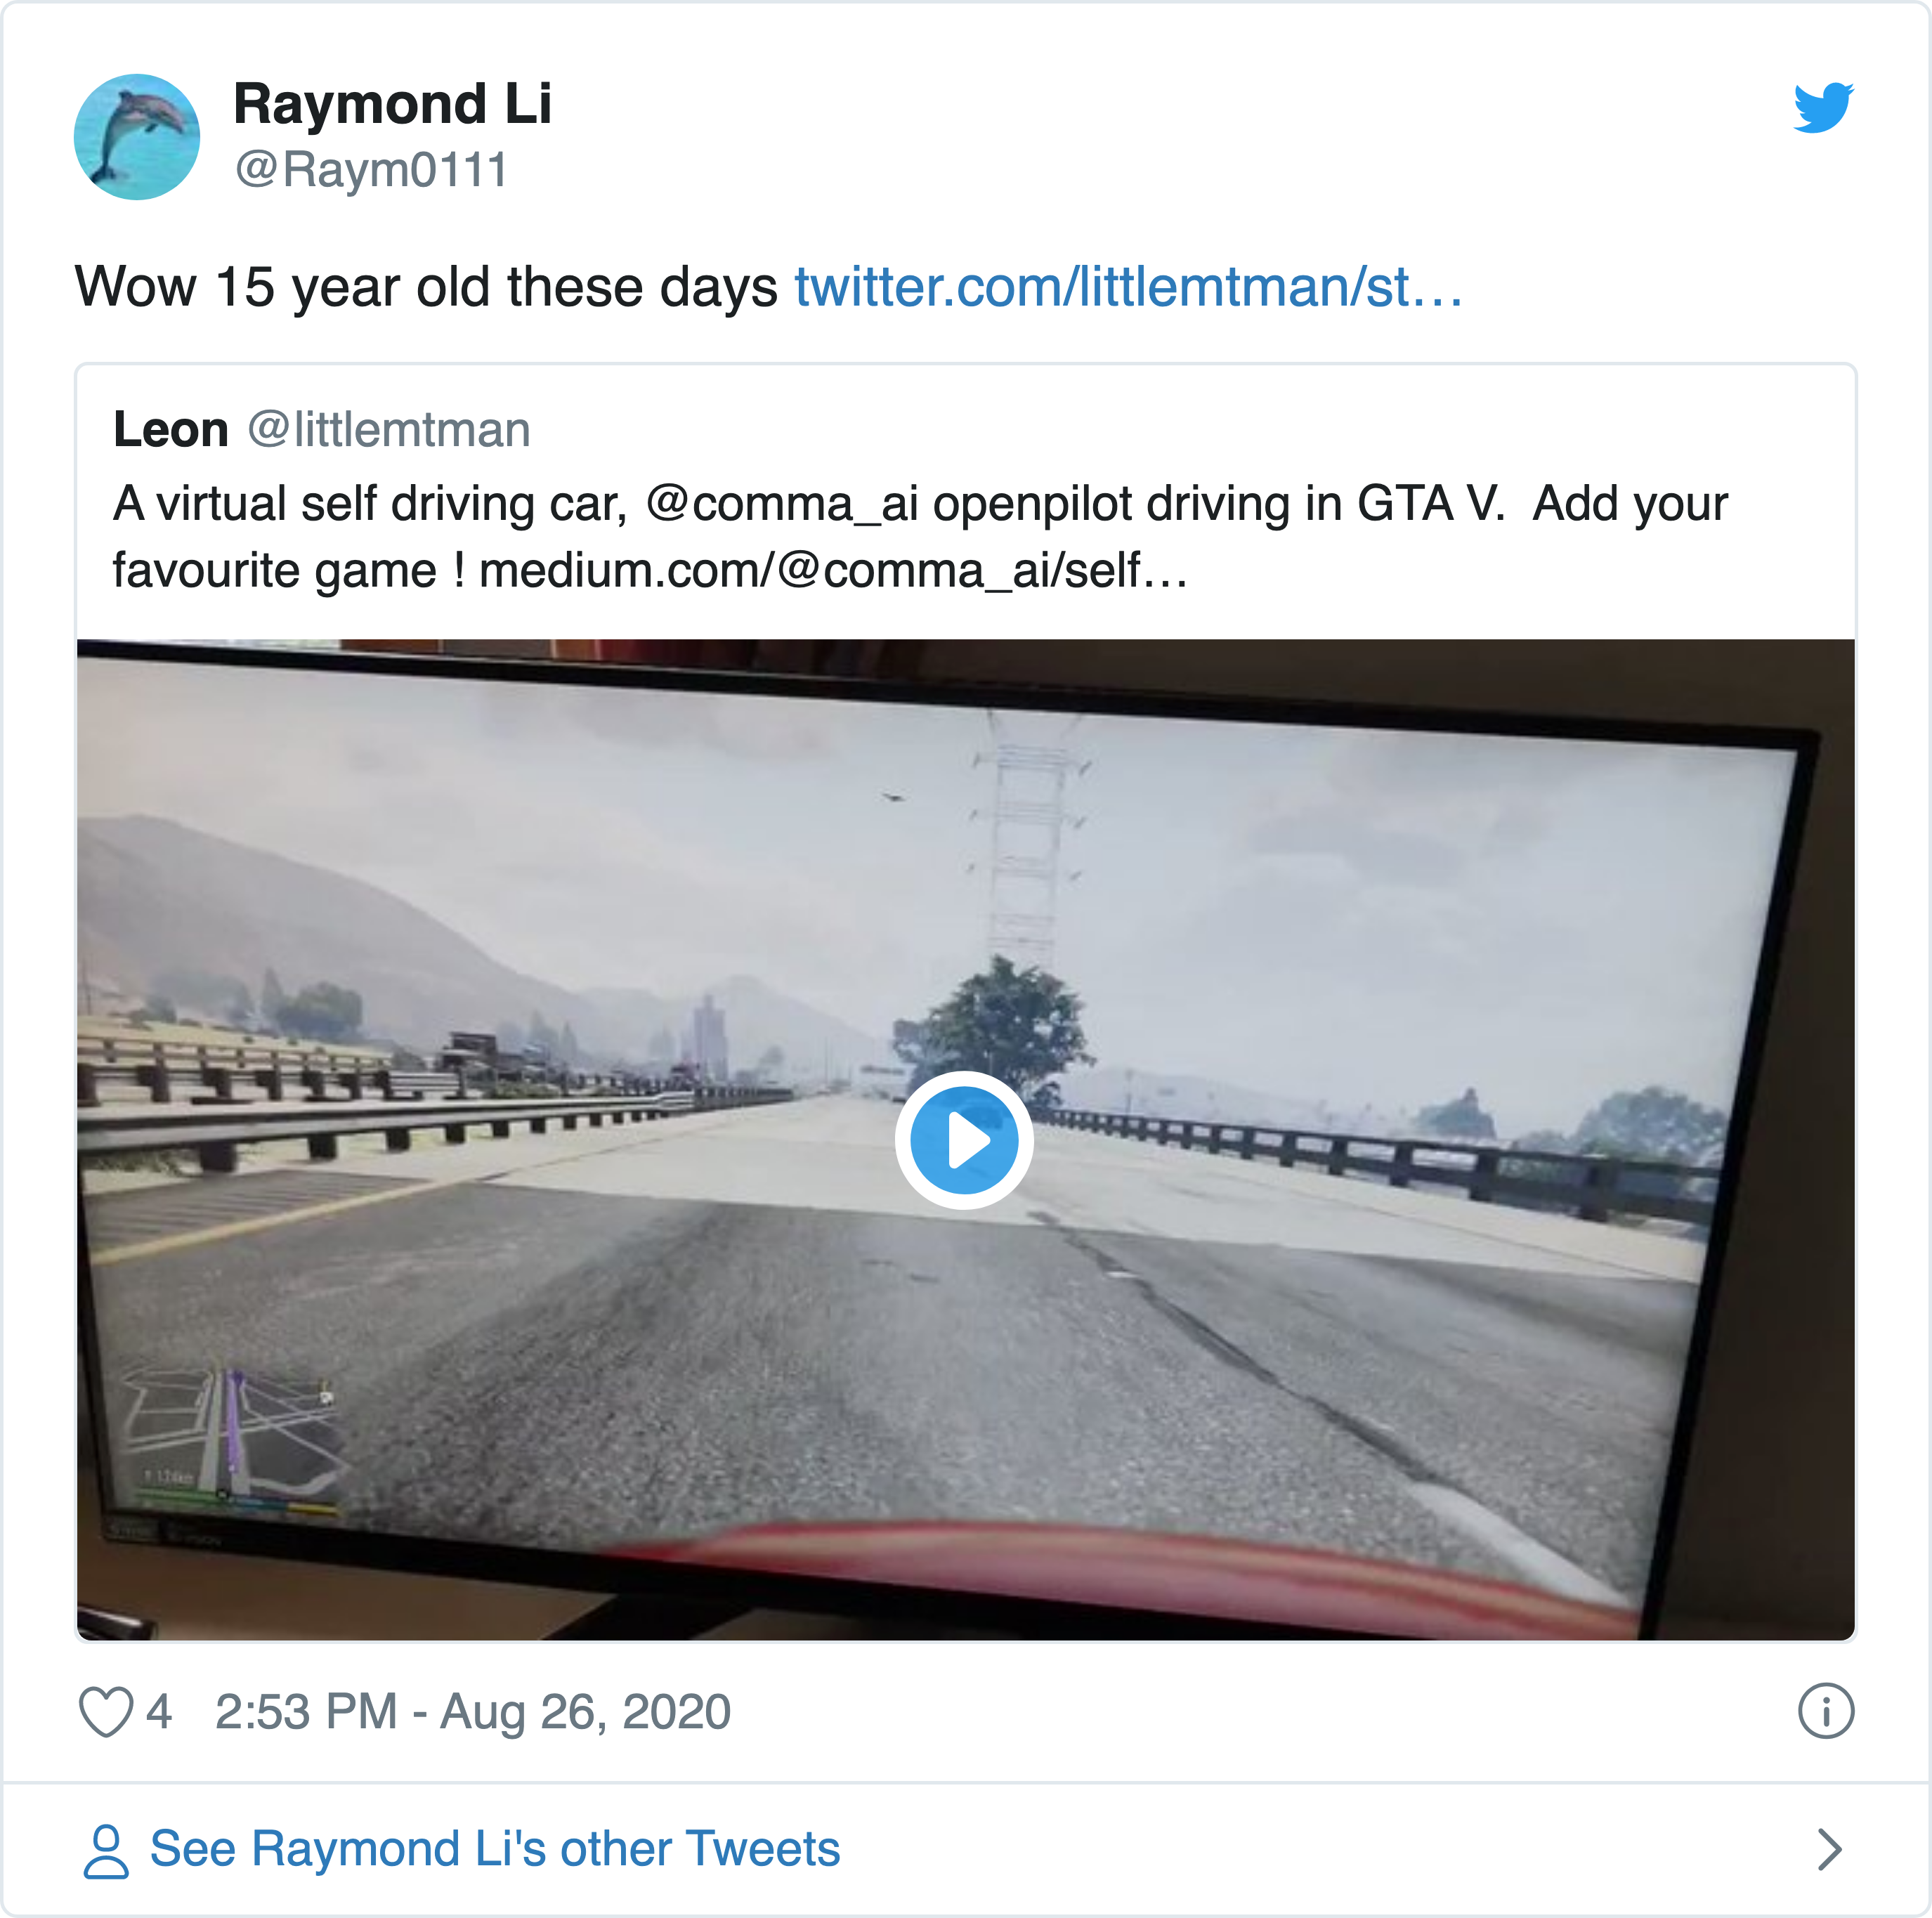 Raymond Li
@Raym0111
Wow 15 year old these days twitter.com/littlemtman/st…
Leon @littlemtman
A virtual self driving car, @comma_ai openpilot driving in GTA V.  Add your
favourite game ! medium.com/@comma_ai/self…
4 2:53 PM - Aug 26, 2020
See Raymond Li's other Tweets